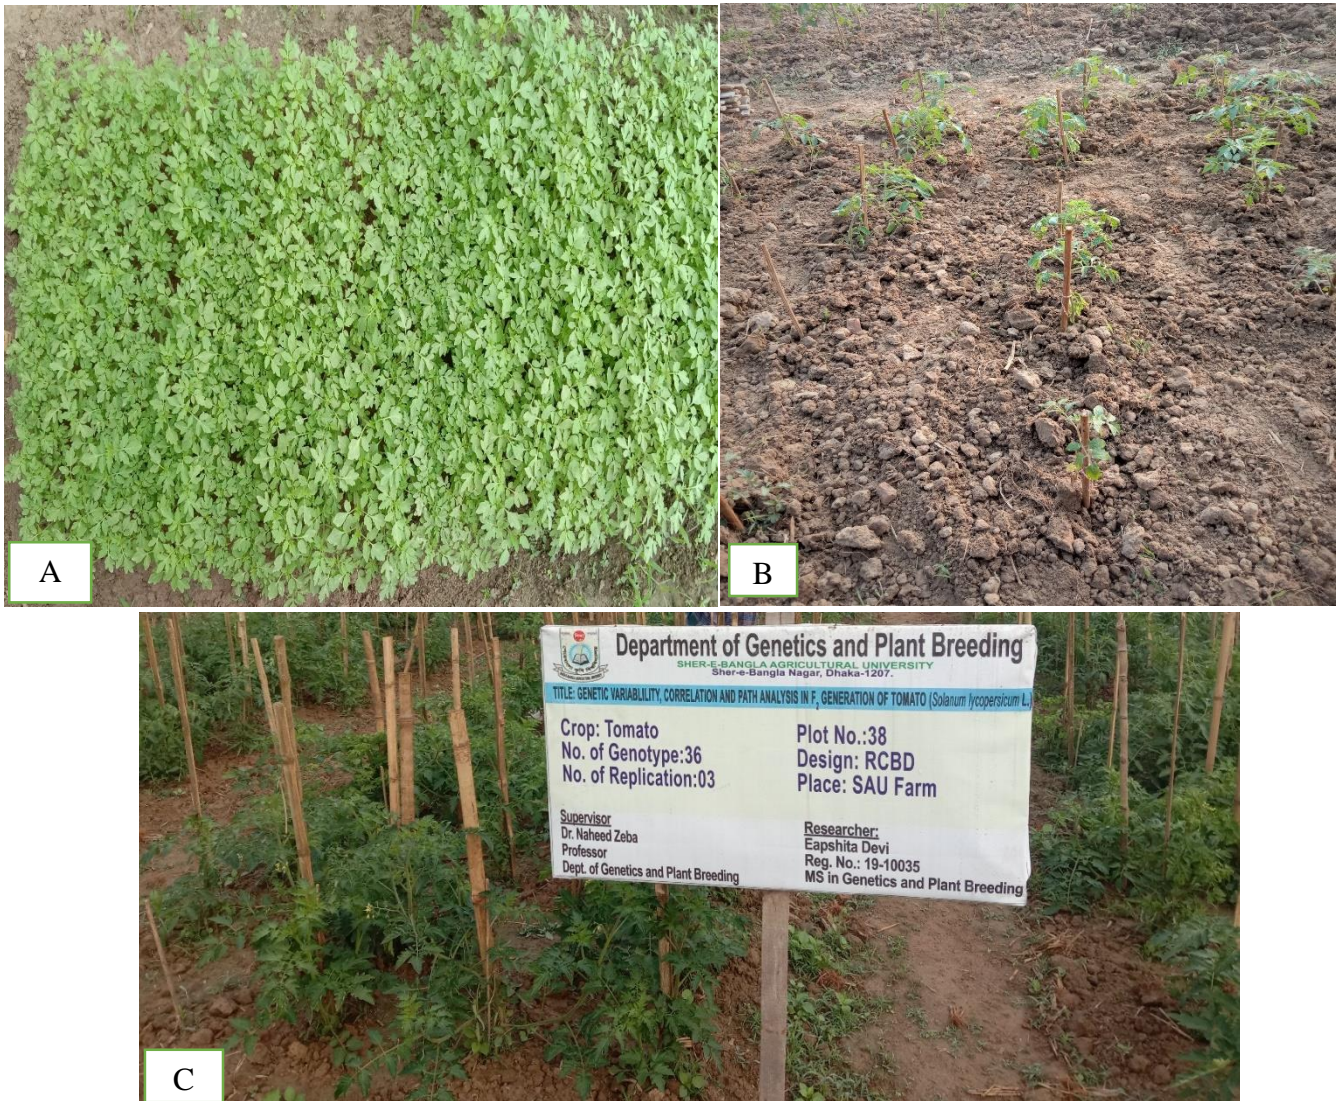 A
B
Department of Genetics and Plant Breeding
SHER-E-BANGLA AGRICULTURAL UNIVERSITY
Sher-e-Bangla Nagar, Dhaka-1207.
TITLE: GENETIC VARIABLILITY, CORRELATION AND PATH ANALYSIS IN F GENERATION OF TOMATO (Solanum lycopersicum L.)
Crop: Tomato
No. of Genotype:36
No. of Replication:03
Plot No.:38
Design: RCBD
Place: SAU Farm
Supervisor
Dr. Naheed Zeba
Professor
Dept. of Genetics and Plant Breeding
Researcher:
Eapshita Devi
Reg. No.: 19-10035
MS in Genetics and Plant Breeding
C